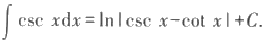 ∫ csc xdx = ln | csc x-cot x | +C.